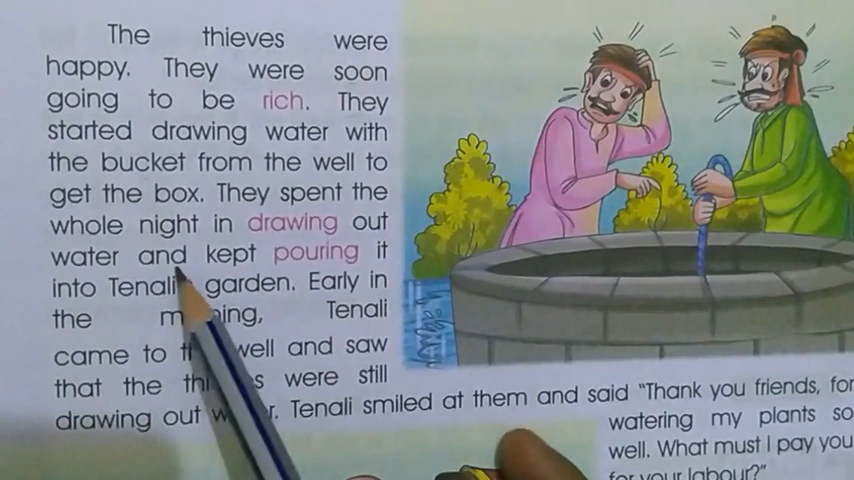 The thieves were
happy. They were soon
going to be rich. They
started drawing water with
the bucket from the well to
get the box. They spent the
whole night in drawing out
water and kept pouring it
into Tenali garden. Early in
the Tenali
came to well and saw
that the were still
drawing out Tenali smiled at them and said "Thank you friends, for
watering my plants so
well. What must I pay you
for your labour?"